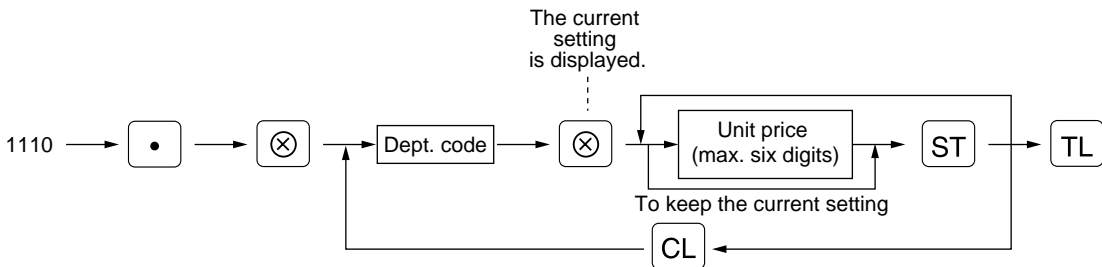 The current
setting
is displayed.
1110
•
⊗
Dept. code
⊗
Unit price
(max. six digits)
ST
TL
To keep the current setting
CL